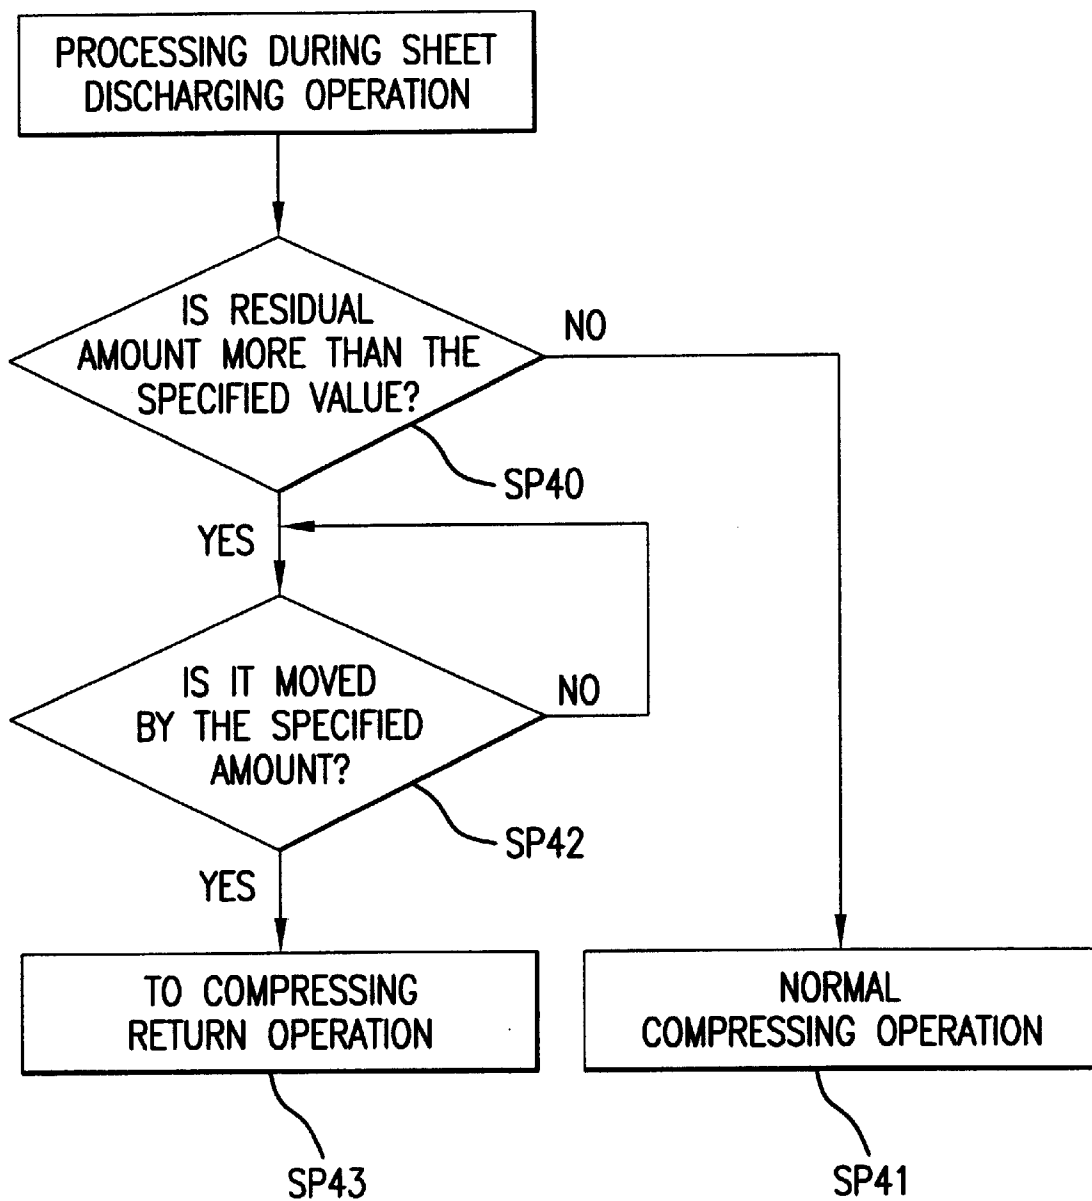 PROCESSING DURING SHEET
DISCHARGING OPERATION
IS RESIDUAL
AMOUNT MORE THAN THE
SPECIFIED VALUE?
NO
SP40
YES
IS IT MOVED
BY THE SPECIFIED
AMOUNT?
NO
SP42
YES
TO COMPRESSING
RETURN OPERATION
SP43
NORMAL
COMPRESSING OPERATION
SP41